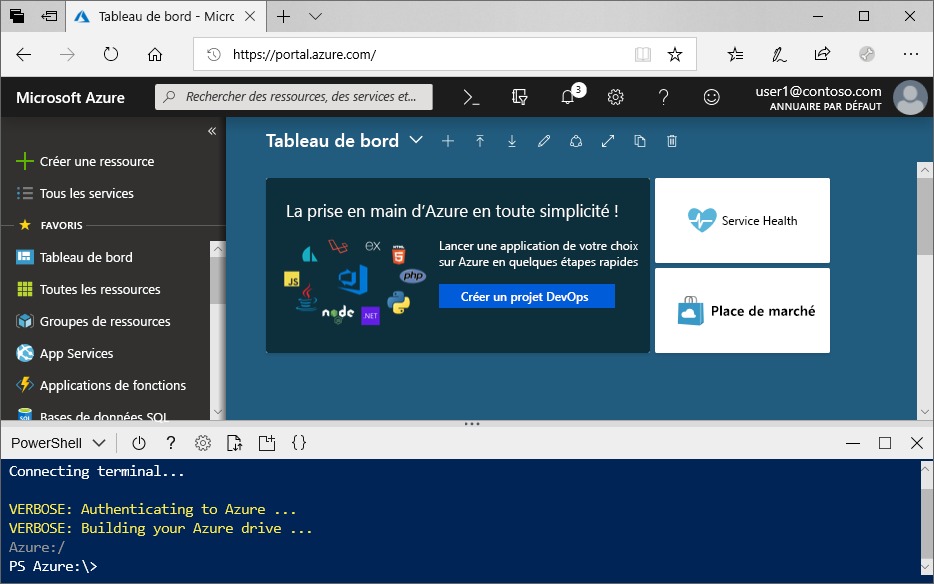 Tableau de bord - Micro
https://portal.azure.com/
Microsoft Azure
Rechercher des ressources, des services et...
3
?
user1@contoso.com
ANNUAIRE PAR DÉFAUT
«
Créer une ressource
Tous les services
FAVORIS
Tableau de bord
Toutes les ressources
Groupes de ressources
App Services
Applications de fonctions
SQL
Bases de données SQL
Tableau de bord
La prise en main d’Azure en toute simplicité !
EX
HTML
5
JS
php
node
.NET
Lancer une application de votre choix
sur Azure en quelques étapes rapides
Créer un projet DevOps
Service Health
Place de marché
PowerShell
?
{}
Connecting terminal...
VERBOSE: Authenticating to Azure ...
VERBOSE: Building your Azure drive ...
Azure:/
PS Azure:\>